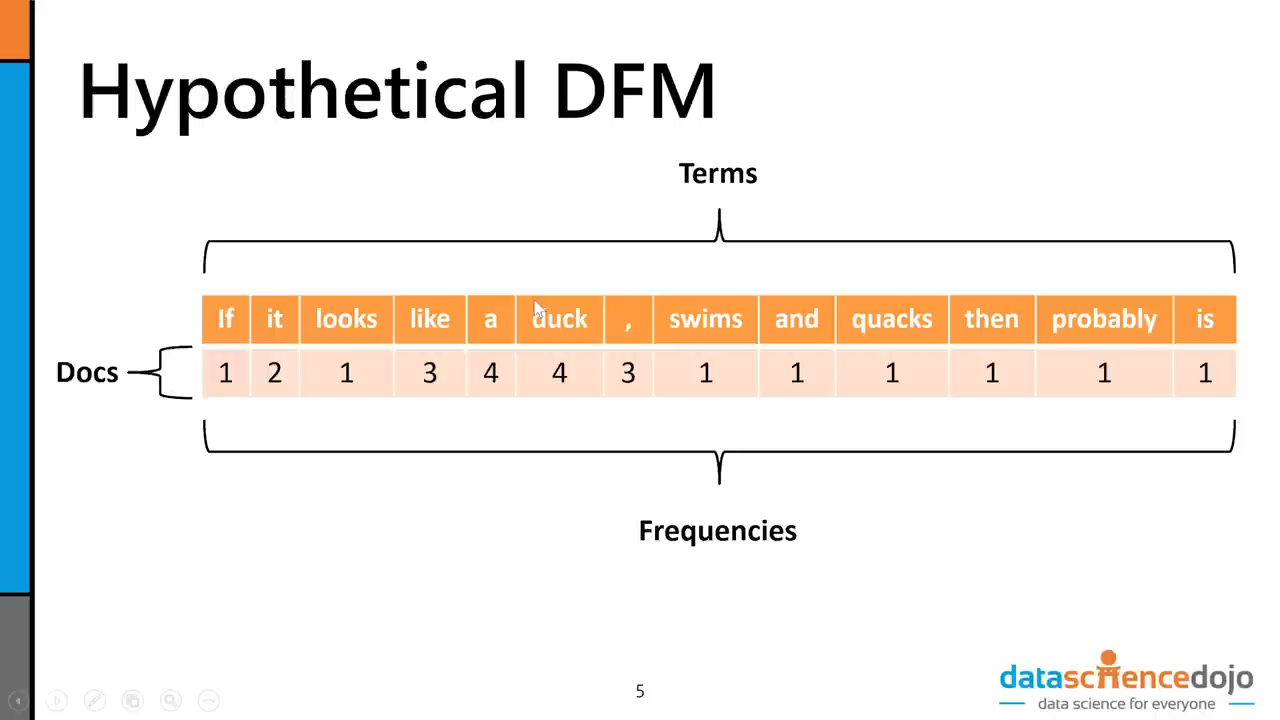 Hypothetical DFM
Terms
If it looks like a duck , swims and quacks then probably is
Docs 1 2 1 3 4 4 3 1 1 1 1 1 1
Frequencies
5
datasciencedojo
data science for everyone